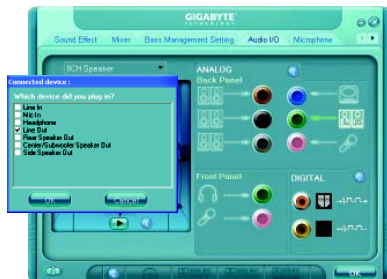 GIGABYTE
TECHNOLOGY
Sound Effect
Mixer
Bass Management Setting
Audio I/O
Microphone
8CH Speaker
ANALOG
Back Panel
Connected device :
Which device did you plug in?
Line In
Mic In
Headphone
Line Out
Rear Speaker Out
Center/Subwoofer Speaker Out
Side Speaker Out
OK
Cancel
Front Panel
DIGITAL
OK